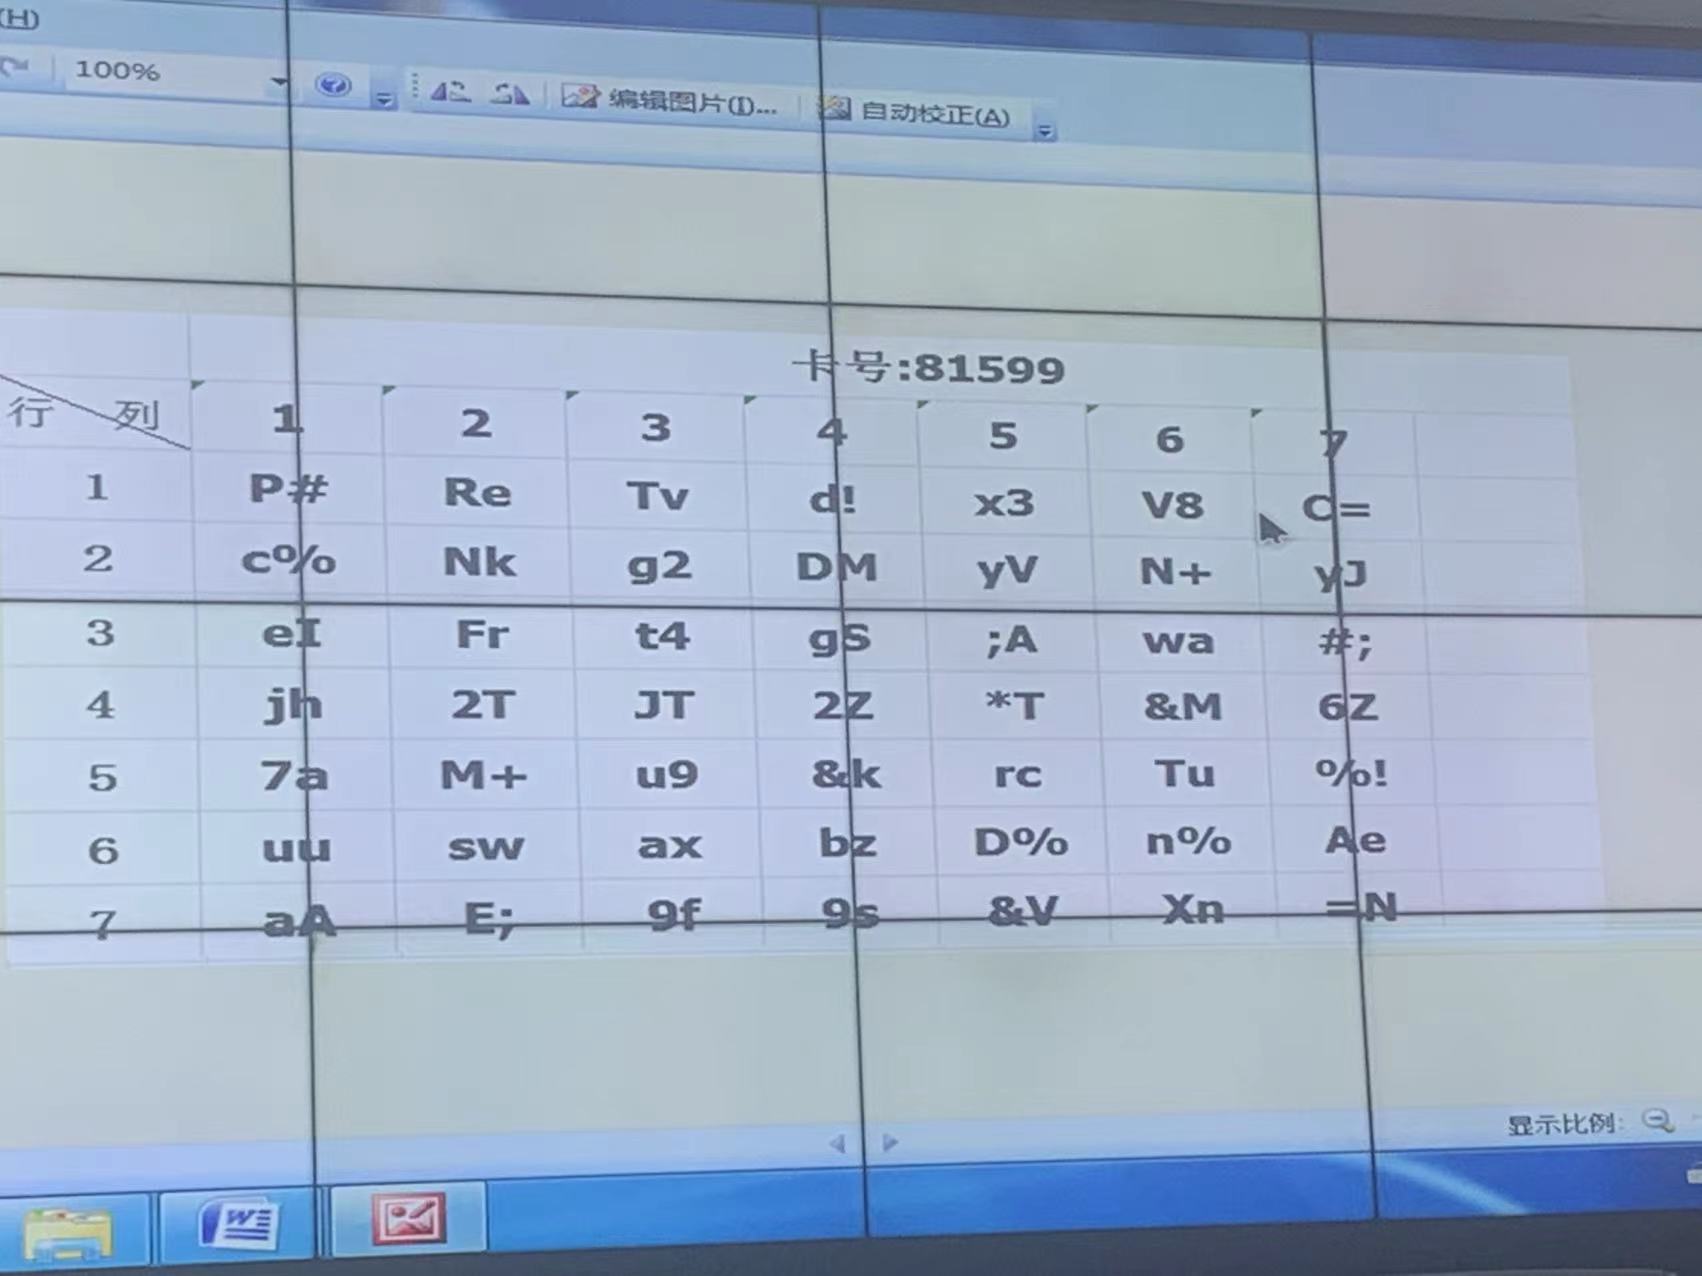 (H)
100% 编辑图片(I)... 自动校正(A)
卡号:81599
行 列 1 2 3 4 5 6 7
1 P# Re Tv d! x3 V8 C=
2 c% Nk g2 DM yV N+ yJ
3 eI Fr t4 gS ;A wa #;
4 jh 2T JT 2Z *T &M 6Z
5 7a M+ u9 &k rc Tu %!
6 uu sw ax bz D% n% Ae
7 aA E; 9f 9s &V Xn =N
显示比例: